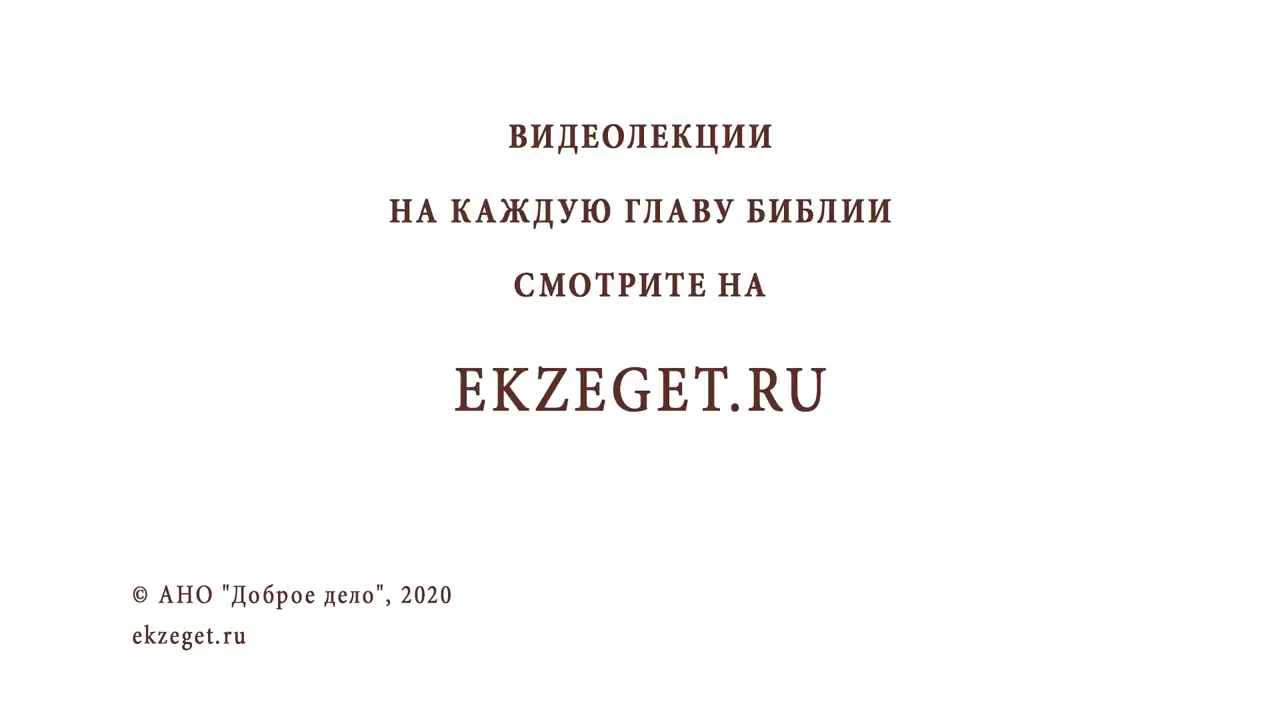 ВИДЕОЛЕКЦИИ
НА КАЖДУЮ ГЛАВУ БИБЛИИ
СМОТРИТЕ НА
EKZEGET.RU
© АНО "Доброе дело", 2020
ekzeget.ru